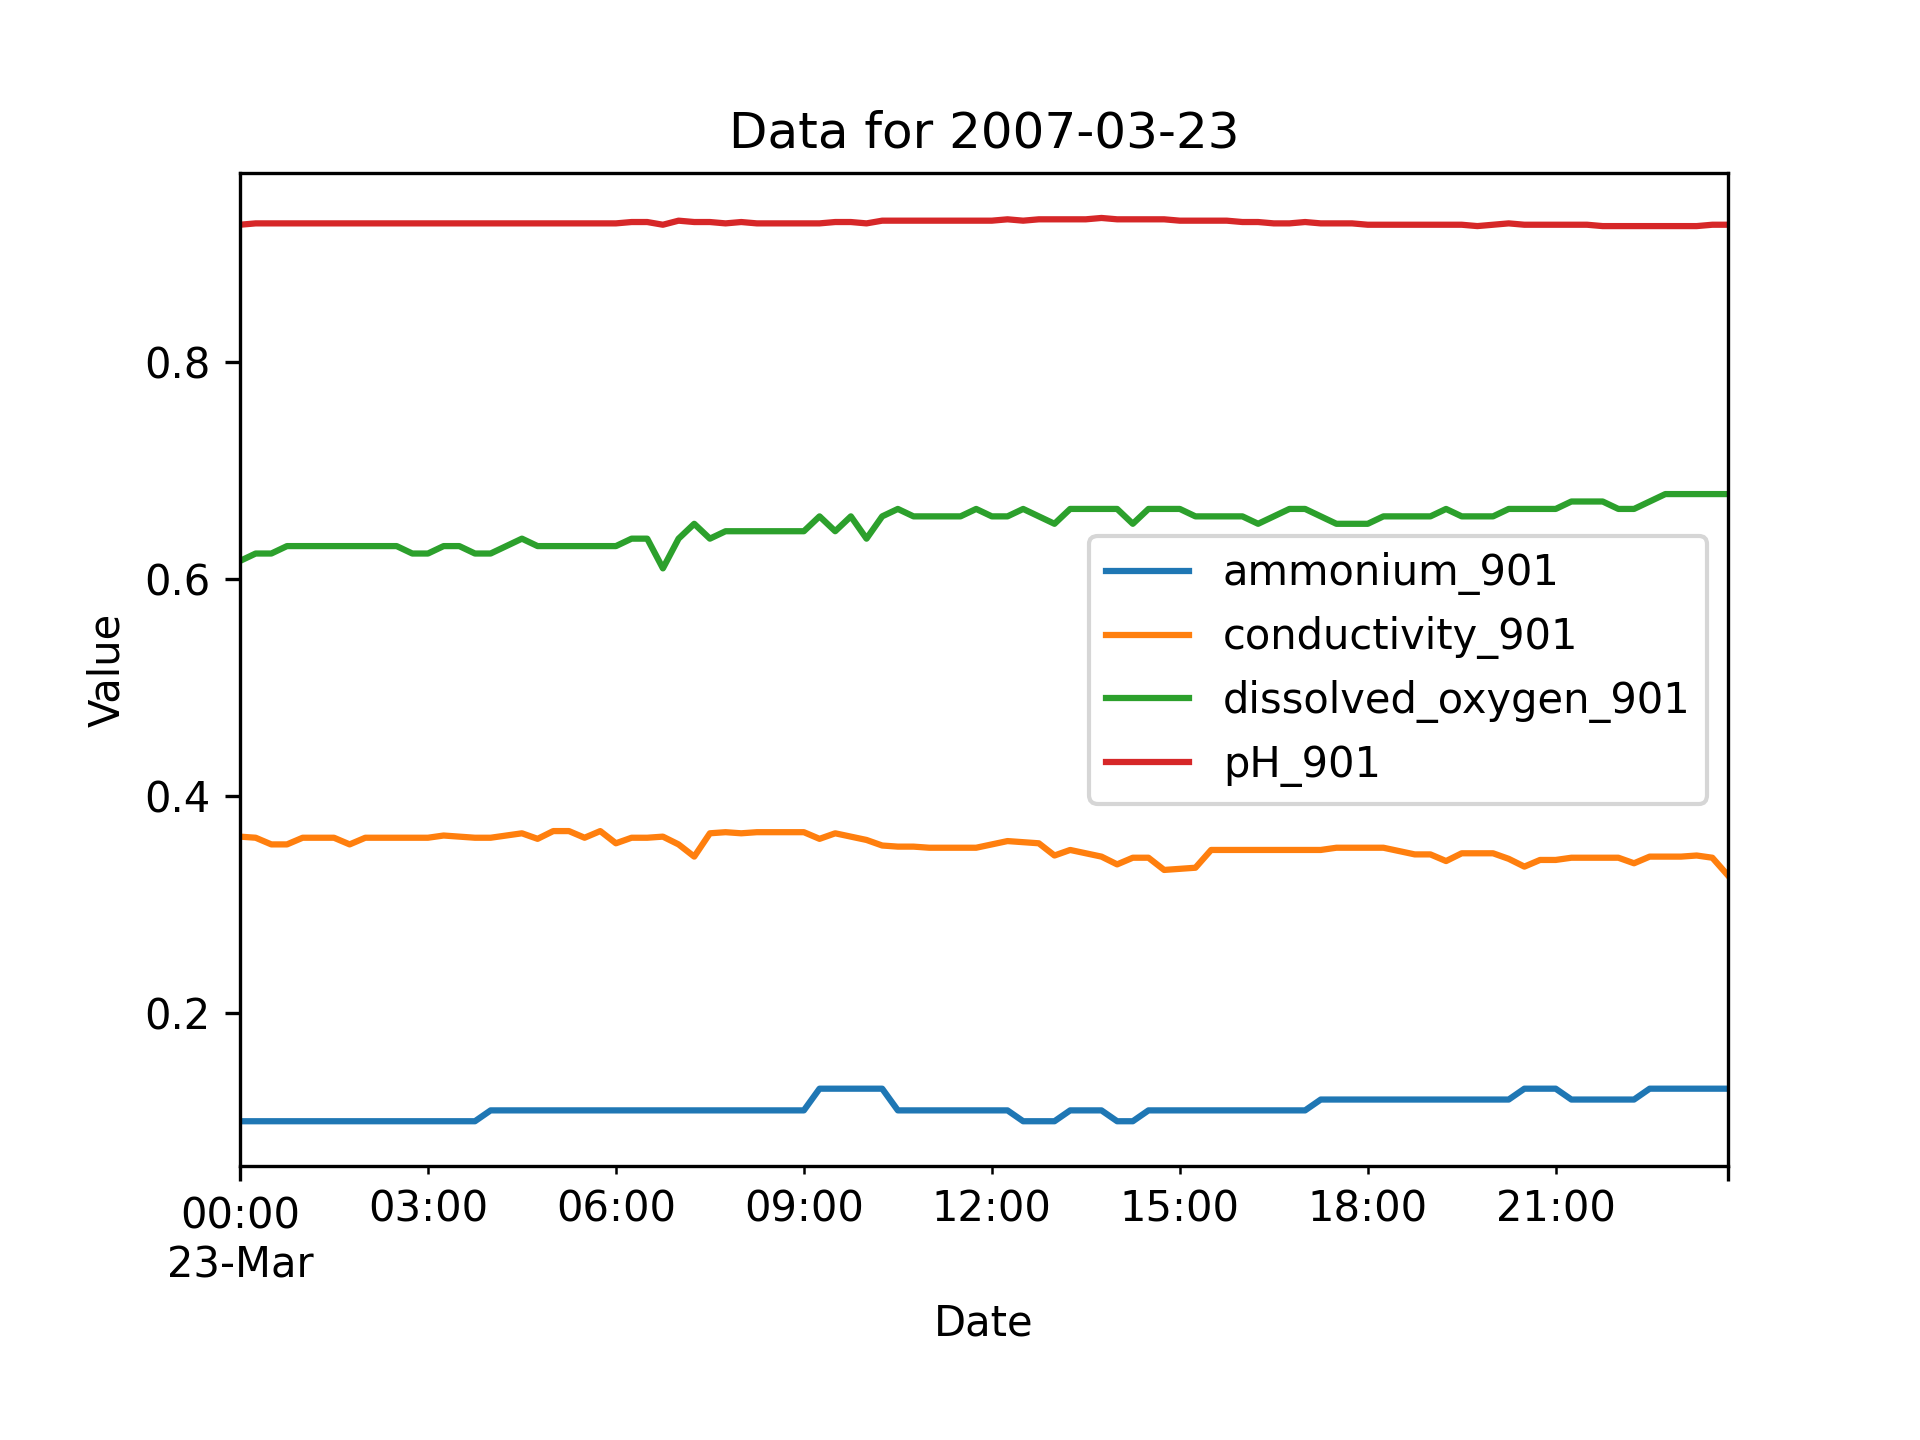 Data for 2007-03-23
Value
0.8
0.6
0.4
0.2
ammonium_901
conductivity_901
dissolved_oxygen_901
pH_901
00:00 03:00 06:00 09:00 12:00 15:00 18:00 21:00
23-Mar
Date